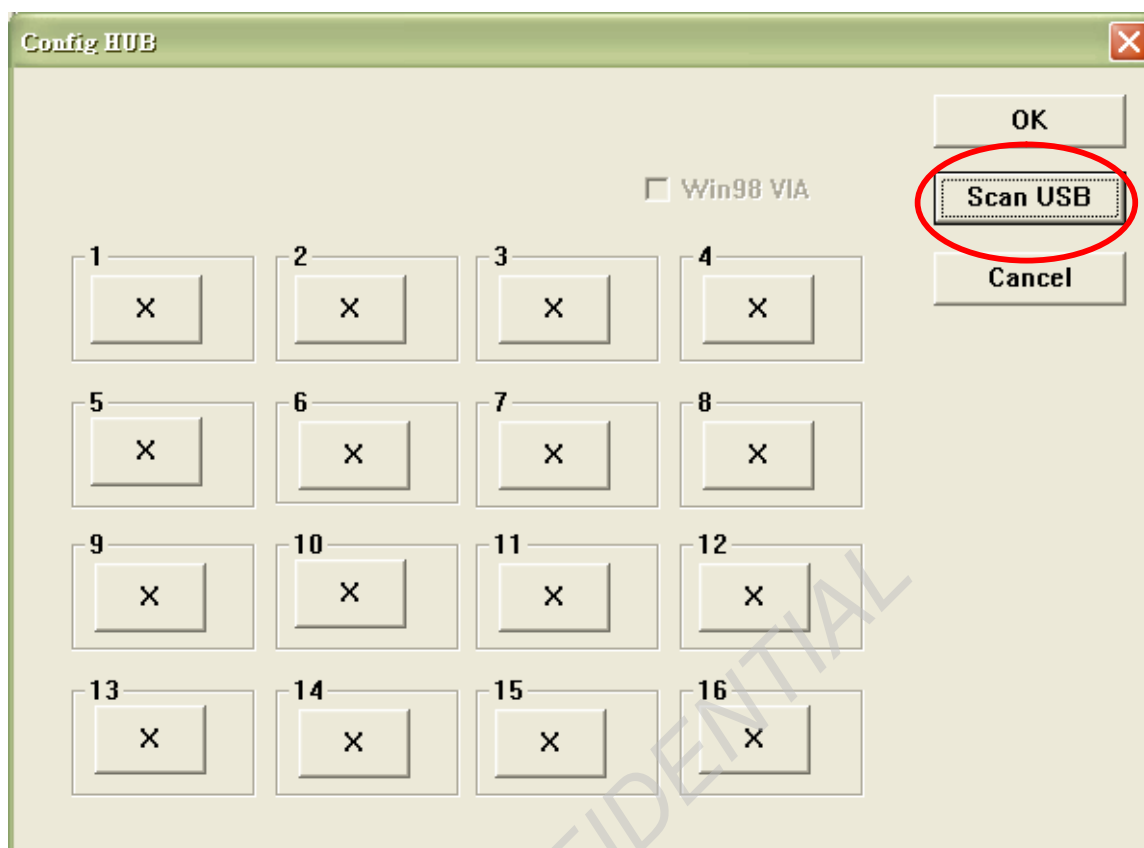 Config HUB
OK
Win98 VIA
Scan USB
Cancel
1 2 3 4
X X X X
5 6 7 8
X X X X
9 10 11 12
X X X X
13 14 15 16
X X X X
FIDENTIAL